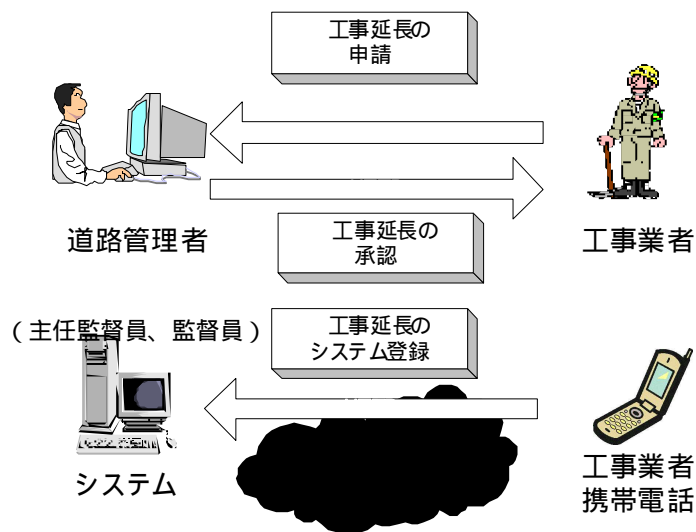 工事延長の
申請
道路管理者
工事業者
工事延長の
承認
(主任監督員、監督員)
工事延長の
システム登録
システム
工事業者
携帯電話